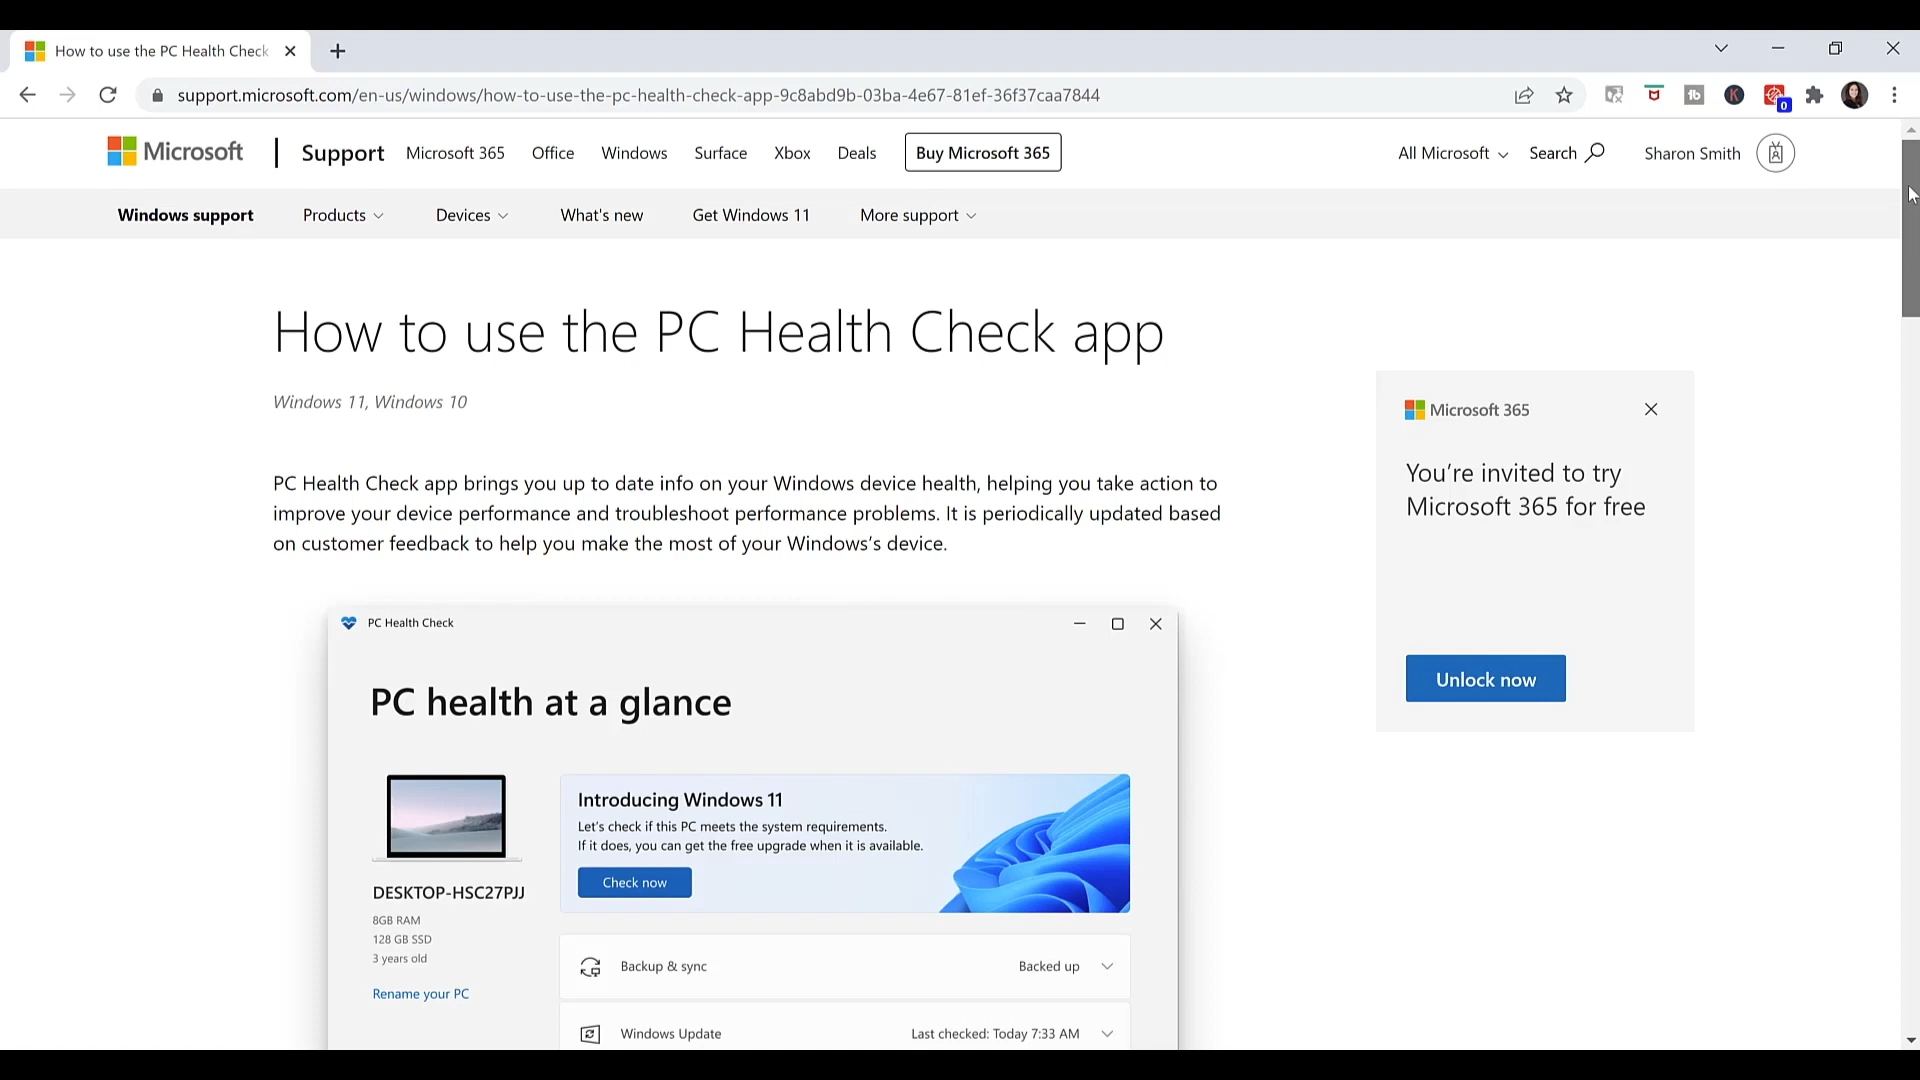 How to use the PC Health Check
support.microsoft.com/en-us/windows/how-to-use-the-pc-health-check-app-9c8abd9b-03ba-4e67-81ef-36f37caa7844
tb K 0
Microsoft Support Microsoft 365 Office Windows Surface Xbox Deals Buy Microsoft 365 All Microsoft Search Sharon Smith
Windows support Products Devices What's new Get Windows 11 More support
How to use the PC Health Check app
Windows 11, Windows 10
PC Health Check app brings you up to date info on your Windows device health, helping you take action to
improve your device performance and troubleshoot performance problems. It is periodically updated based
on customer feedback to help you make the most of your Windows’s device.
Microsoft 365
You’re invited to try
Microsoft 365 for free
Unlock now
PC Health Check
PC health at a glance
DESKTOP-HSC27PJJ
8GB RAM
128 GB SSD
3 years old
Rename your PC
Introducing Windows 11
Let's check if this PC meets the system requirements.
If it does, you can get the free upgrade when it is available.
Check now
Backup & sync Backed up
Windows Update Last checked: Today 7:33 AM